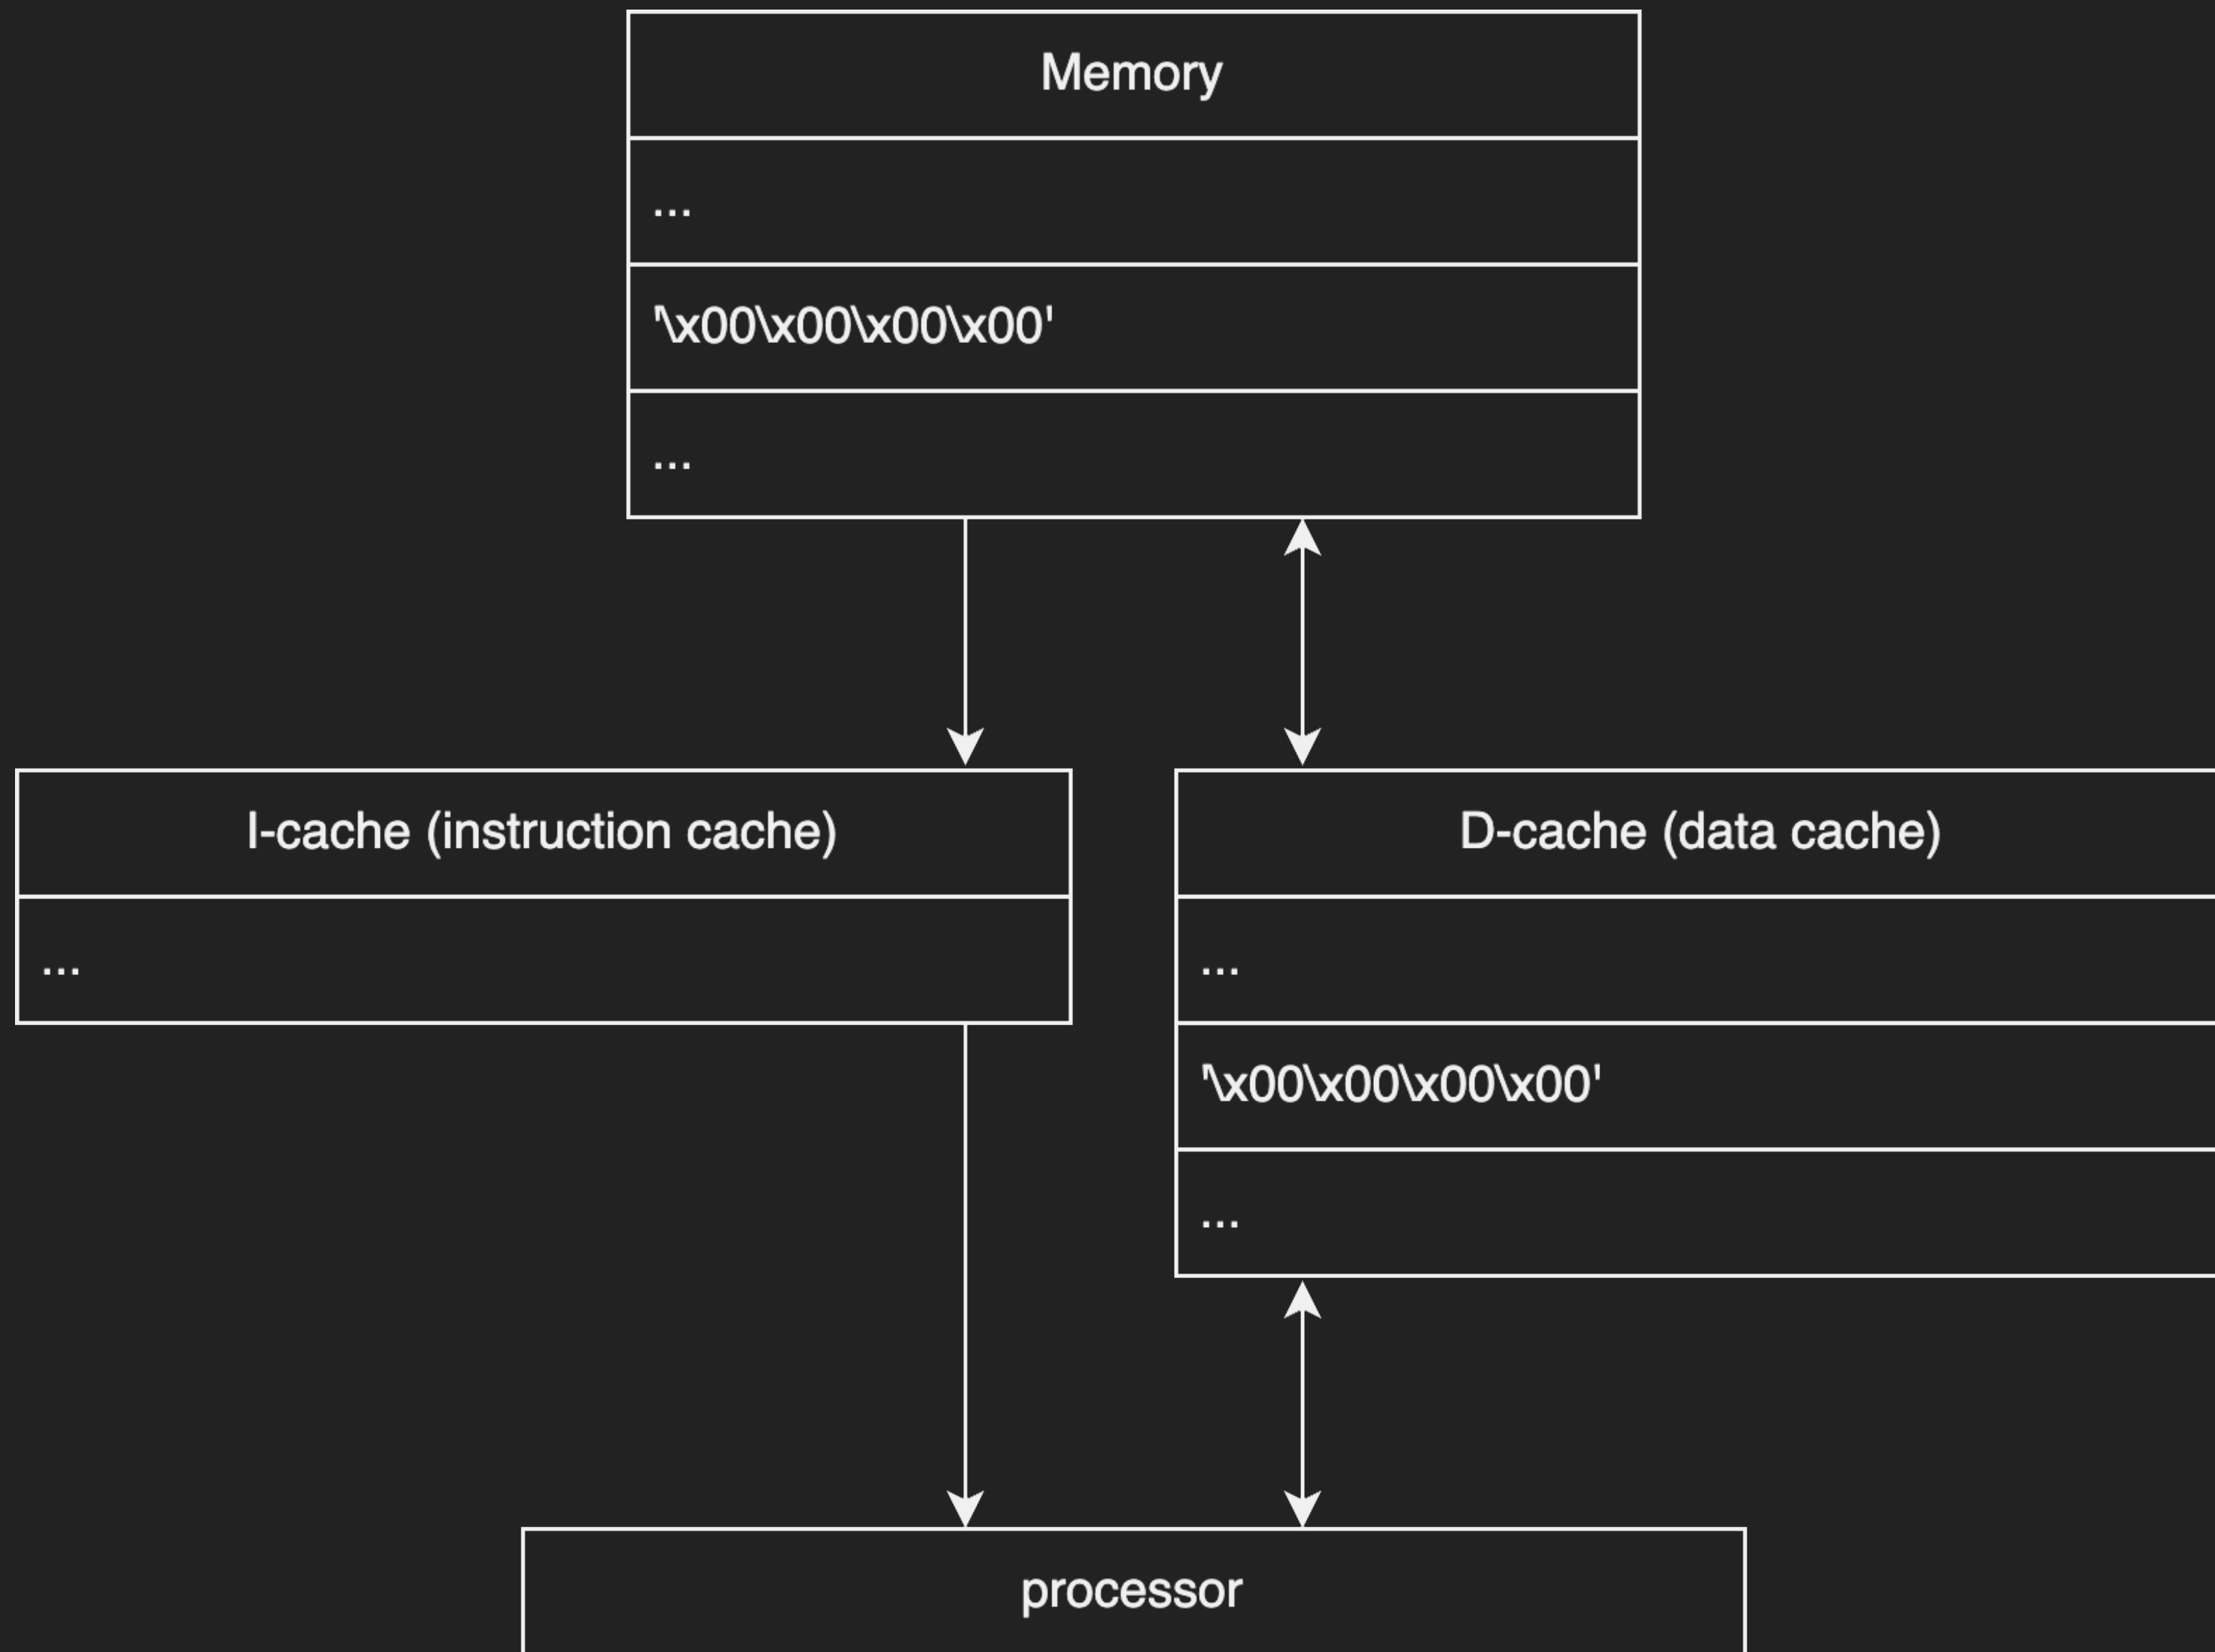 Memory
...
'\x00\x00\x00\x00'
...
I-cache (instruction cache)
...
D-cache (data cache)
...
'\x00\x00\x00\x00'
...
processor